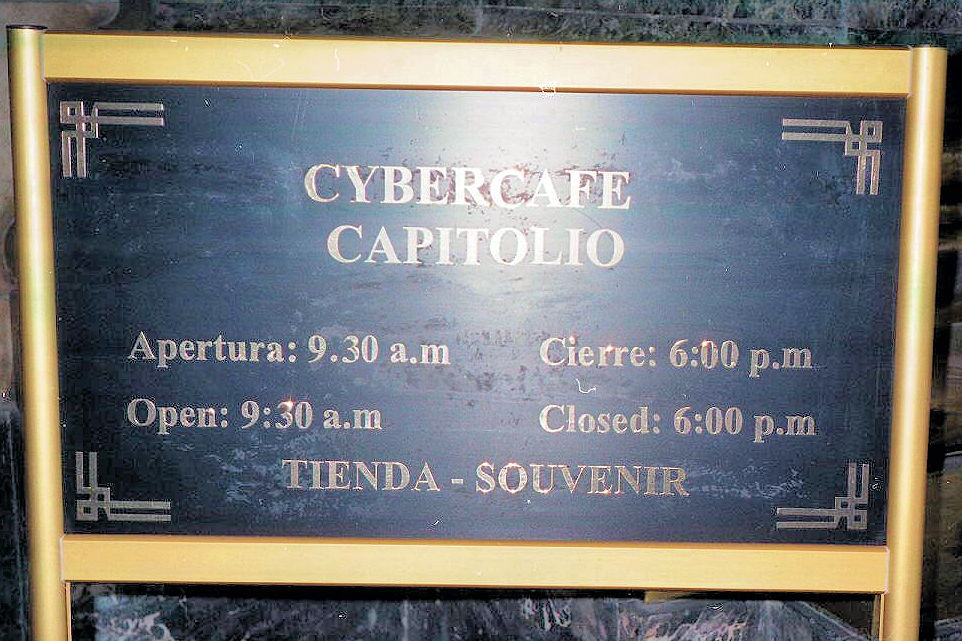 CYBERCAFE
CAPITOLIO
Apertura: 9.30 a.m Cierre: 6:00 p.m
Open: 9:30 a.m Closed: 6:00 p.m
TIENDA - SOUVENIR